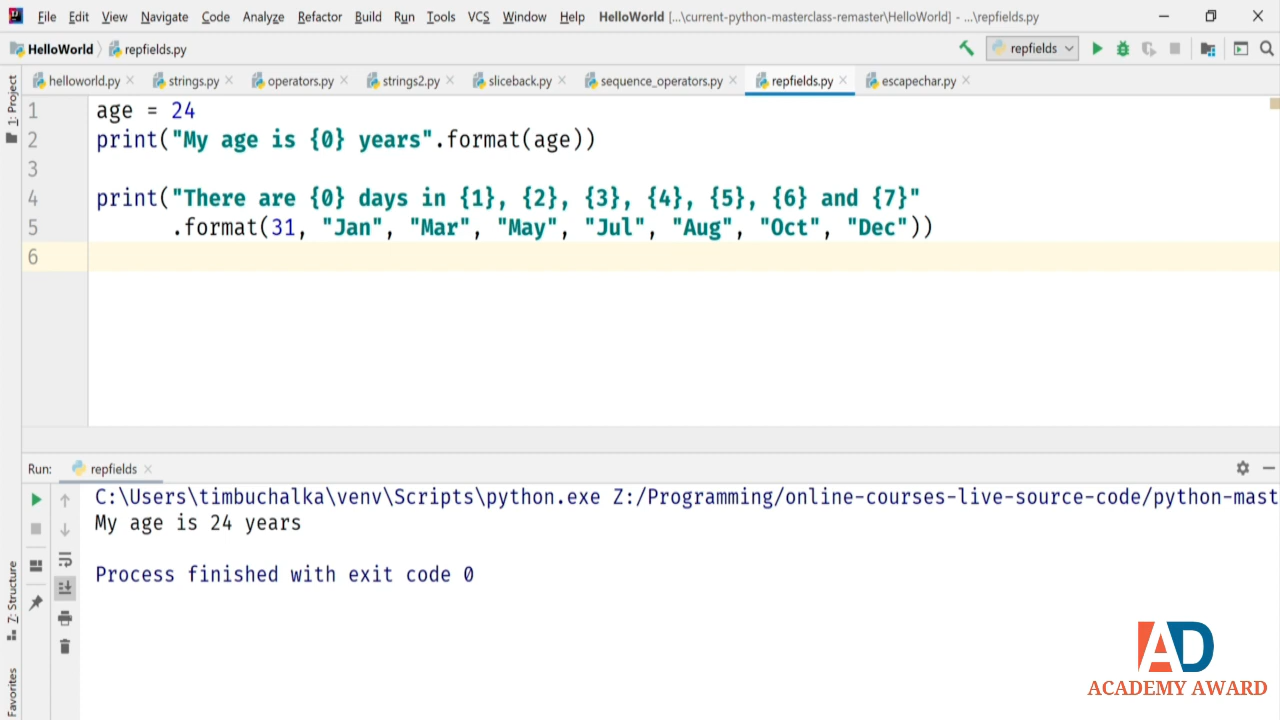 File Edit View Navigate Code Analyze Refactor Build Run Tools VCS Window Help HelloWorld [...\current-python-masterclass-remaster\HelloWorld] - ...\repfields.py
HelloWorld repfields.py repfields
helloworld.py strings.py operators.py strings2.py sliceback.py sequence_operators.py repfields.py escapechar.py
1: Project
1 age = 24
2 print("My age is {0} years".format(age))
3
4 print("There are {0} days in {1}, {2}, {3}, {4}, {5}, {6} and {7}"
5 .format(31, "Jan", "Mar", "May", "Jul", "Aug", "Oct", "Dec"))
6
Run: repfields
C:\Users\timbuchalka\venv\Scripts\python.exe Z:/Programming/online-courses-live-source-code/python-mast
My age is 24 years
Process finished with exit code 0
Z: Structure
Favorites
AD
ACADEMY AWARD